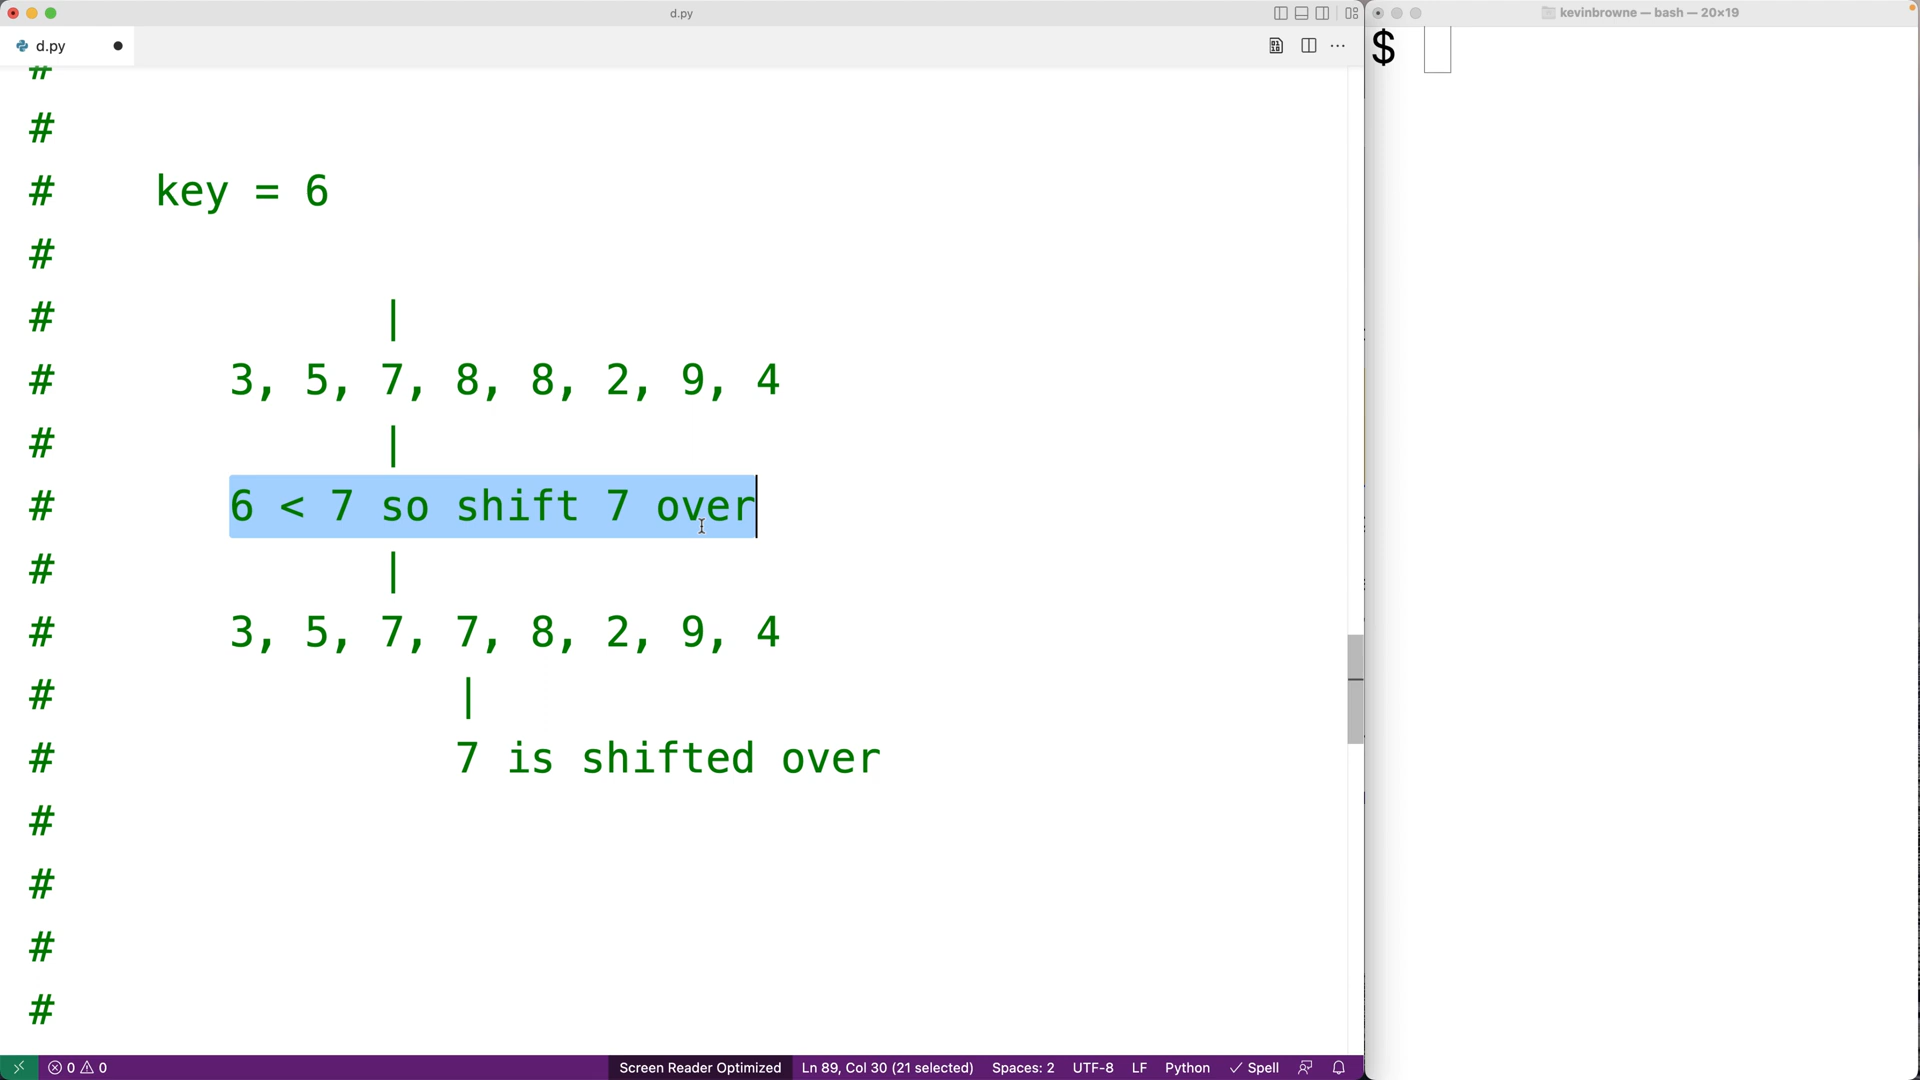 d.py
kevinbrowne — bash — 20×19
d.py
$
#
#
# key = 6
#
# |
# 3, 5, 7, 8, 8, 2, 9, 4
# |
# 6 < 7 so shift 7 over
# |
# 3, 5, 7, 7, 8, 2, 9, 4
# |
# 7 is shifted over
#
#
#
#
0 0 Screen Reader Optimized Ln 89, Col 30 (21 selected) Spaces: 2 UTF-8 LF Python Spell